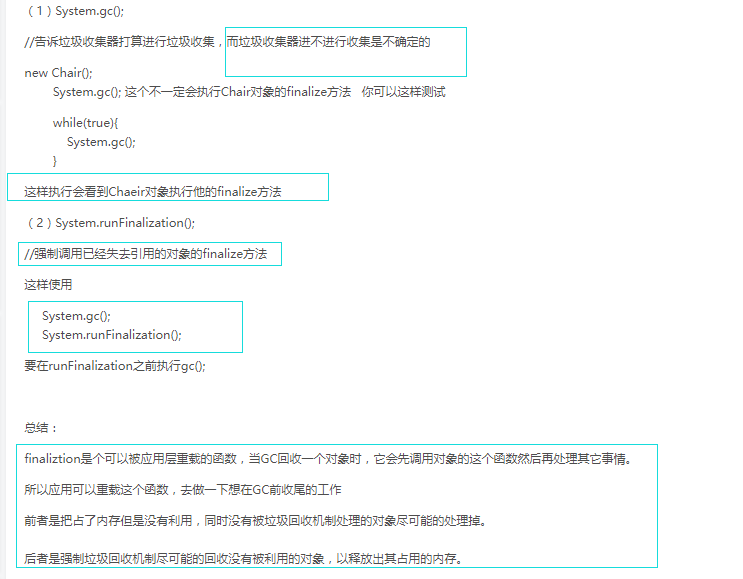 （1）System.gc();
//告诉垃圾收集器打算进行垃圾收集，而垃圾收集器进不进行收集是不确定的
new Chair();
System.gc(); 这个不一定会执行Chair对象的finalize方法 你可以这样测试
while(true){
System.gc();
}
这样执行会看到Chaeir对象执行他的finalize方法
（2）System.runFinalization();
//强制调用已经失去引用的对象的finalize方法
这样使用
System.gc();
System.runFinalization();
要在runFinalization之前执行gc();
总结：
finaliztion是个可以被应用层重载的函数，当GC回收一个对象时，它会先调用对象的这个函数然后再处理其它事情。
所以应用可以重载这个函数，去做一下想在GC前收尾的工作
前者是把占了内存但是没有利用，同时没有被垃圾回收机制处理的对象尽可能的处理掉。
后者是强制垃圾回收机制尽可能的回收没有被利用的对象，以释放出其占用的内存。